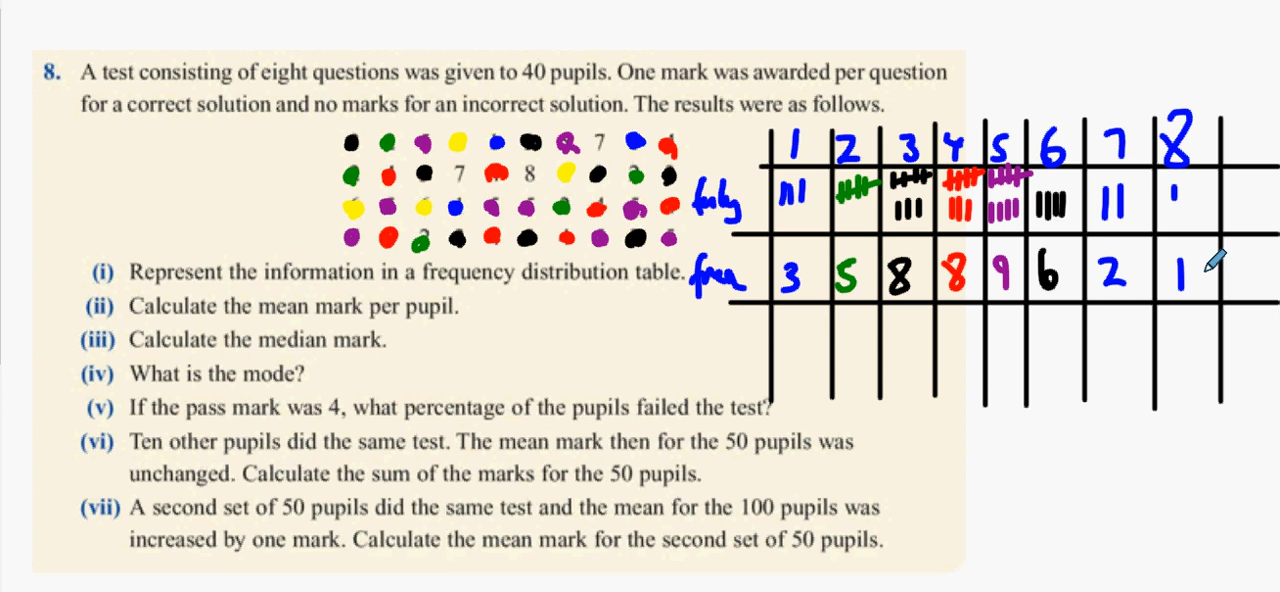 8. A test consisting of eight questions was given to 40 pupils. One mark was awarded per question
for a correct solution and no marks for an incorrect solution. The results were as follows.
7
7 8
1 2 3 4 5 6 7 8
freq 3 5 8 8 9 6 2 1
(i) Represent the information in a frequency distribution table.
(ii) Calculate the mean mark per pupil.
(iii) Calculate the median mark.
(iv) What is the mode?
(v) If the pass mark was 4, what percentage of the pupils failed the test?
(vi) Ten other pupils did the same test. The mean mark then for the 50 pupils was
unchanged. Calculate the sum of the marks for the 50 pupils.
(vii) A second set of 50 pupils did the same test and the mean for the 100 pupils was
increased by one mark. Calculate the mean mark for the second set of 50 pupils.